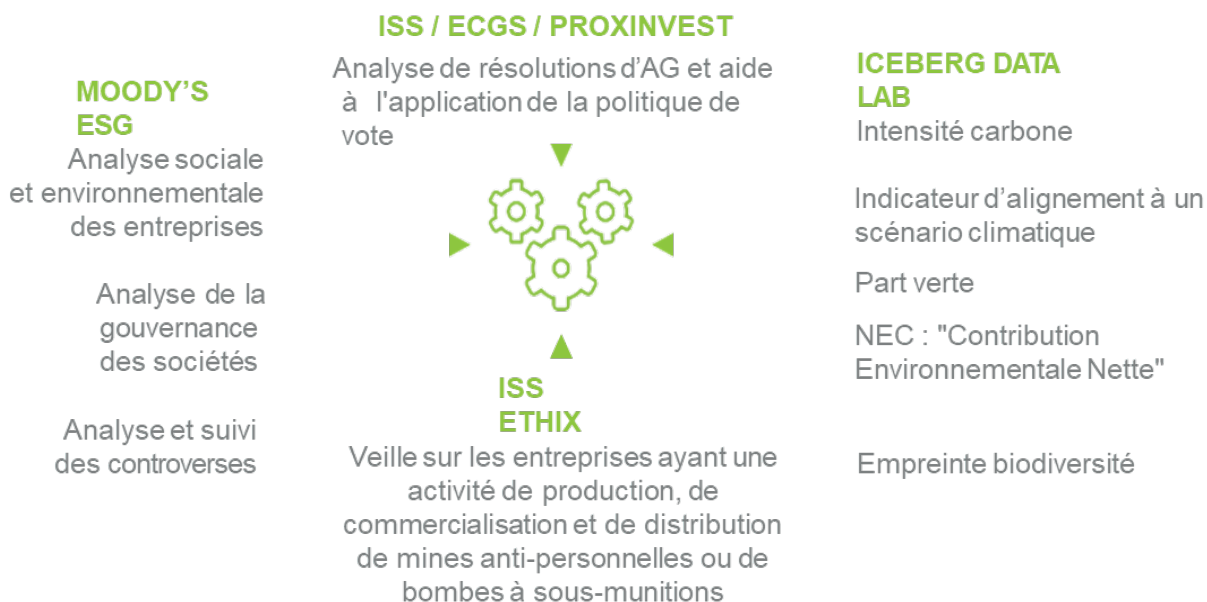 ISS / ECGS / PROXINVEST
Analyse de résolutions d’AG et aide
à l'application de la politique de
vote
MOODY’S
ESG
Analyse sociale
et environnementale
des entreprises
Analyse de la
gouvernance
des sociétés
Analyse et suivi
des controverses
ICEBERG DATA
LAB
Intensité carbone
Indicateur d’alignement à un
scénario climatique
Part verte
NEC : "Contribution
Environnementale Nette"
Empreinte biodiversité
ISS
ETHIX
Veille sur les entreprises ayant une
activité de production, de
commercialisation et de distribution
de mines anti-personnelles ou de
bombes à sous-munitions